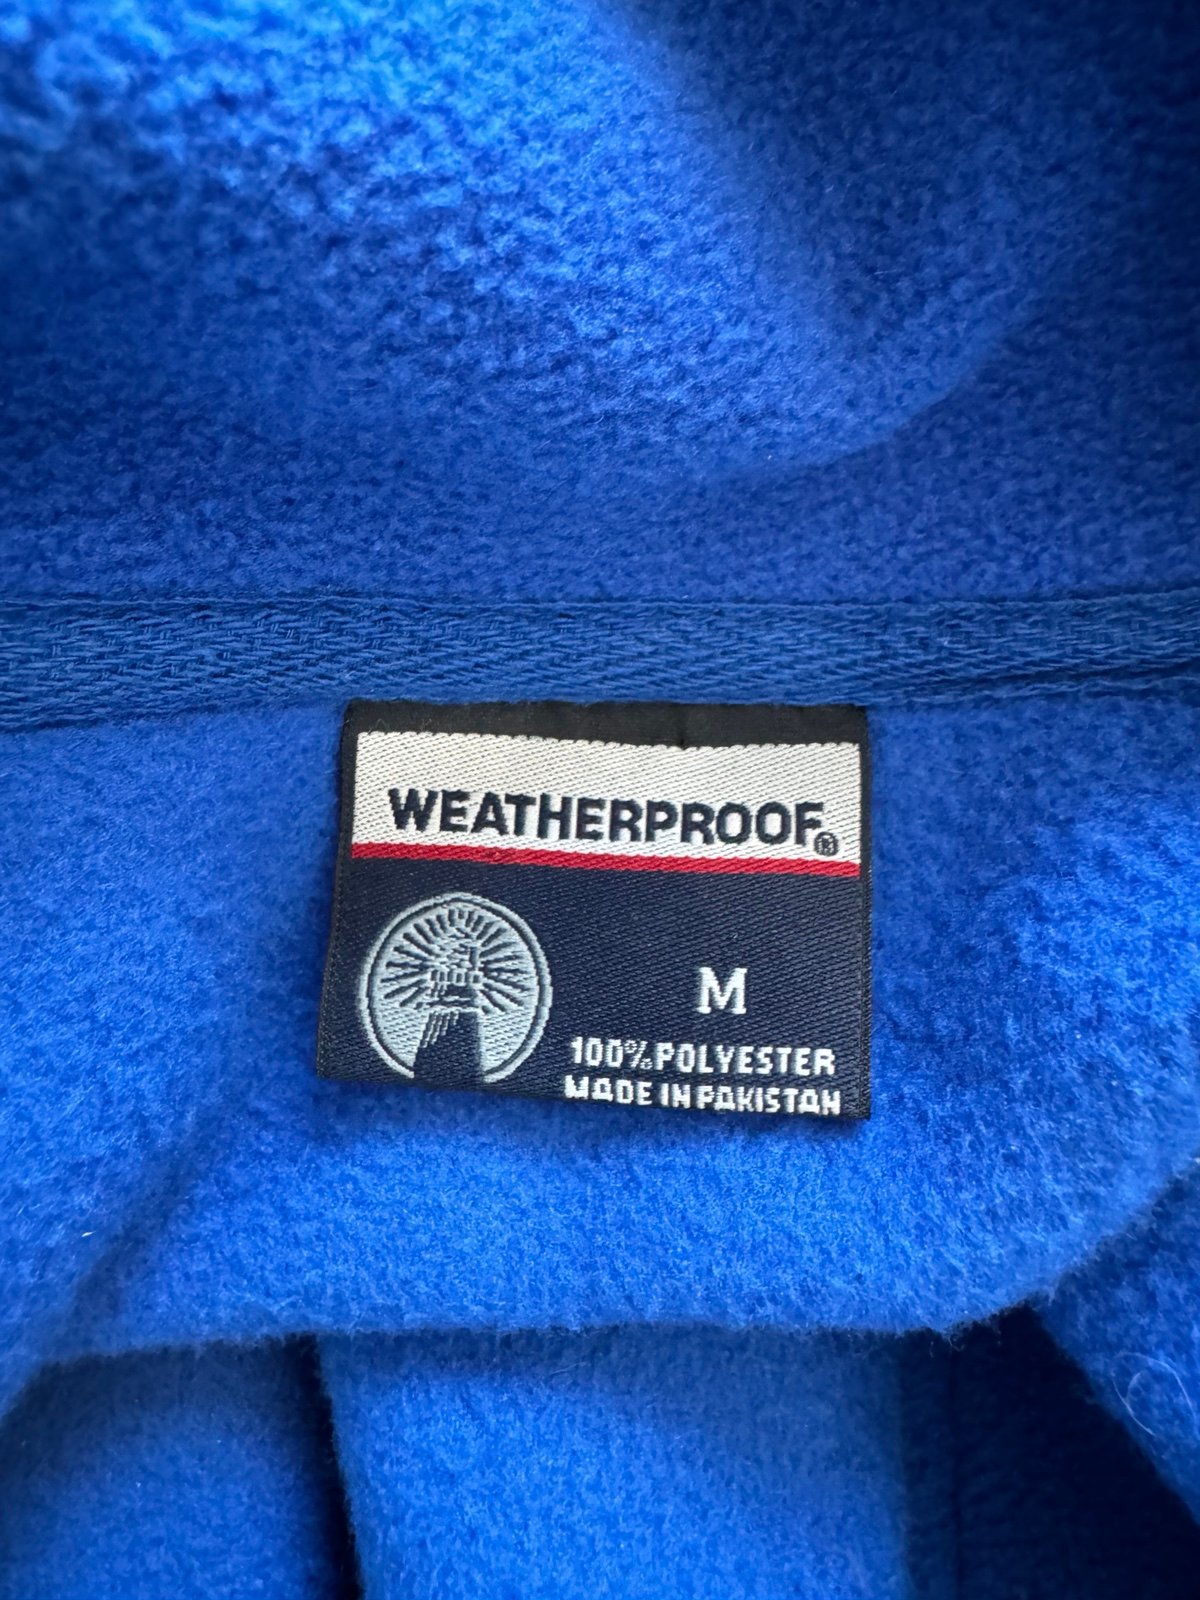 WEATHERPROOF®
M
100% POLYESTER
MADE IN PAKISTAN